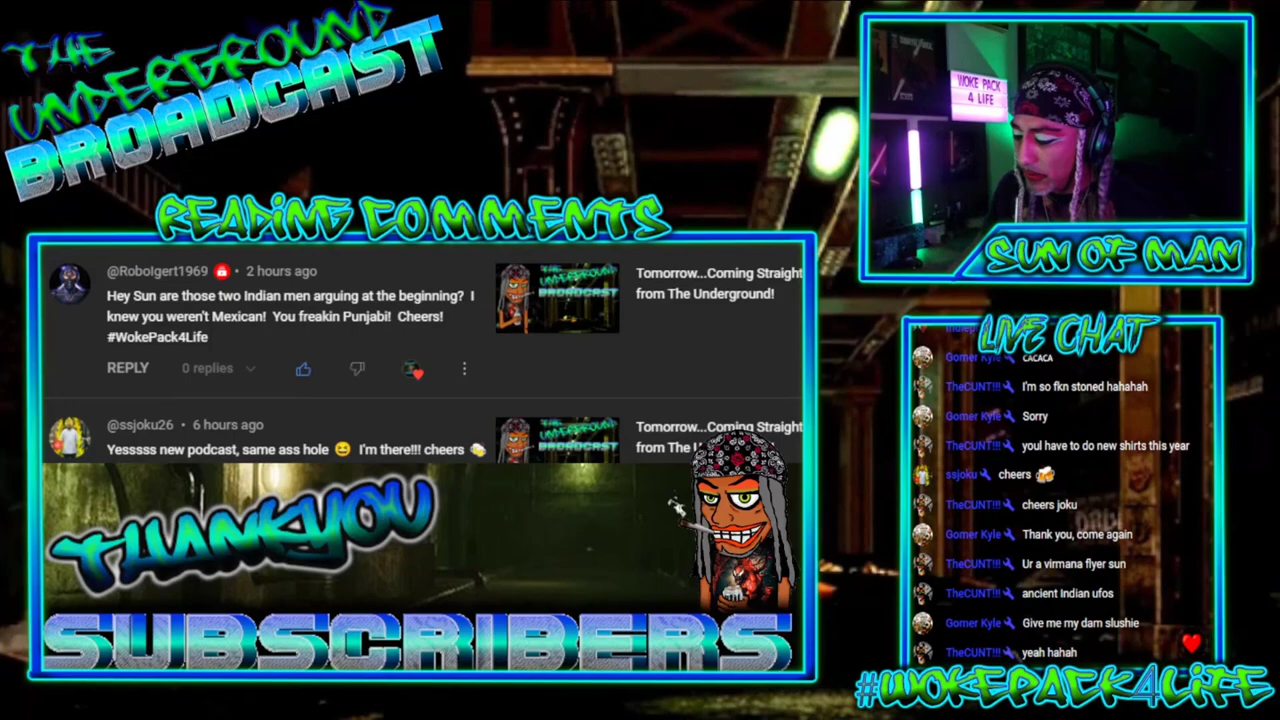 THE
UNDERGROUND
BROADCAST
READING COMMENTS
@RoboIgert1969 • 2 hours ago
Hey Sun are those two Indian men arguing at the beginning? I
knew you weren't Mexican! You freakin Punjabi! Cheers!
#WokePack4Life
REPLY 0 replies
THE UNDERGROUND
BROADCAST
Tomorrow...Coming Straight
from The Underground!
@ssjoku26 • 6 hours ago
Yesssss new podcast, same ass hole 😄 I'm there!!! cheers 🍻
THE UNDERGROUND
BROADCAST
Tomorrow...Coming Straight
from The U
THANKYOU
SUBSCRIBERS
WOKE PACK
4 LIFE
SUN OF MAN
LIVE CHAT
Gomer Kyle CACACA
TheCUNT!!! I'm so fkn stoned hahahah
Gomer Kyle Sorry
TheCUNT!!! youl have to do new shirts this year
ssjoku cheers 🍻
TheCUNT!!! cheers joku
Gomer Kyle Thank you, come again
TheCUNT!!! Ur a virmana flyer sun
TheCUNT!!! ancient Indian ufos
Gomer Kyle Give me my dam slushie
TheCUNT!!! yeah hahah
#WOKEPACK4LIFE